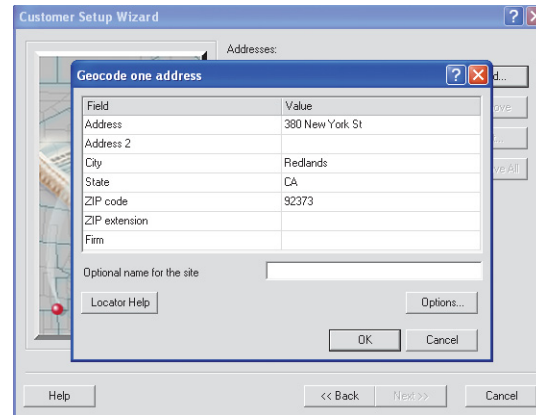 Customer Setup Wizard
Addresses:
Geocode one address
Field Value
Address 380 New York St
Address 2
City Redlands
State CA
ZIP code 92373
ZIP extension
Firm
Optional name for the site
Locator Help Options...
OK Cancel
Help << Back Next >> Cancel